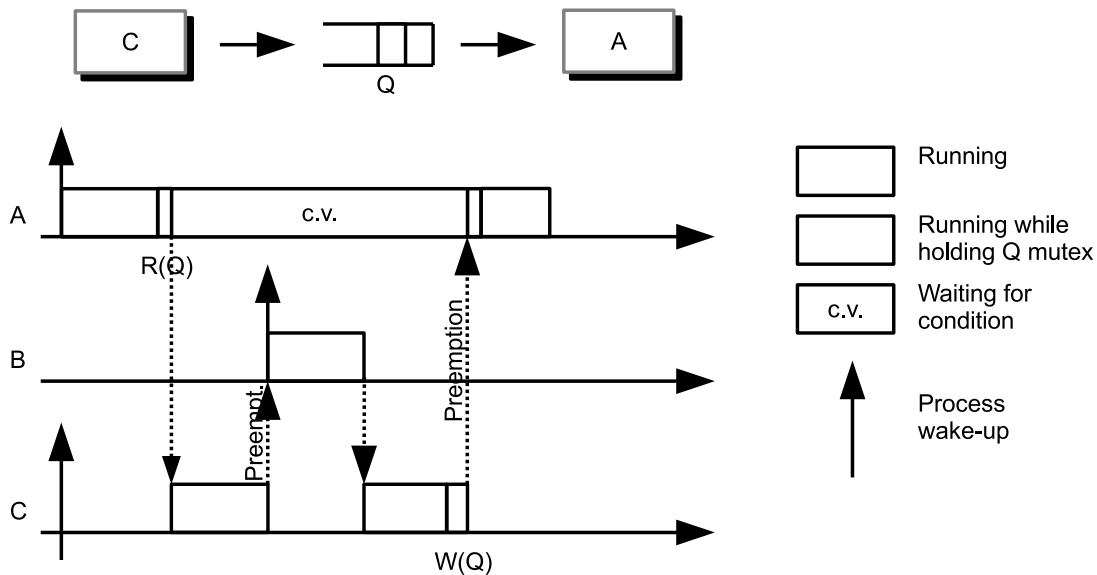 C
A
Q
Running
A
c.v.
Running while
holding Q mutex
R(Q)
c.v.
Waiting for
condition
B
Preempt.
Preemption
Process
wake-up
C
W(Q)